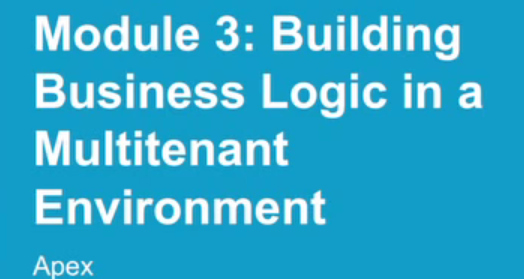 Module 3: Building
Business Logic in a
Multitenant
Environment
Apex